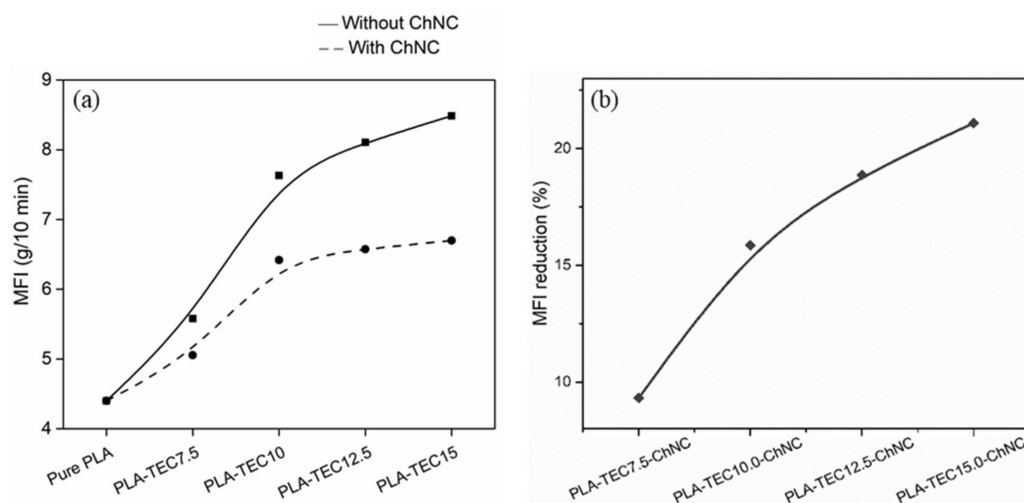 Without ChNC
With ChNC
(a)
MFI (g/10 min)
9
8
7
6
5
4
Pure PLA
PLA-TEC7.5
PLA-TEC10
PLA-TEC12.5
PLA-TEC15
(b)
MFI reduction (%)
20
15
10
PLA-TEC7.5-ChNC
PLA-TEC10.0-ChNC
PLA-TEC12.5-ChNC
PLA-TEC15.0-ChNC